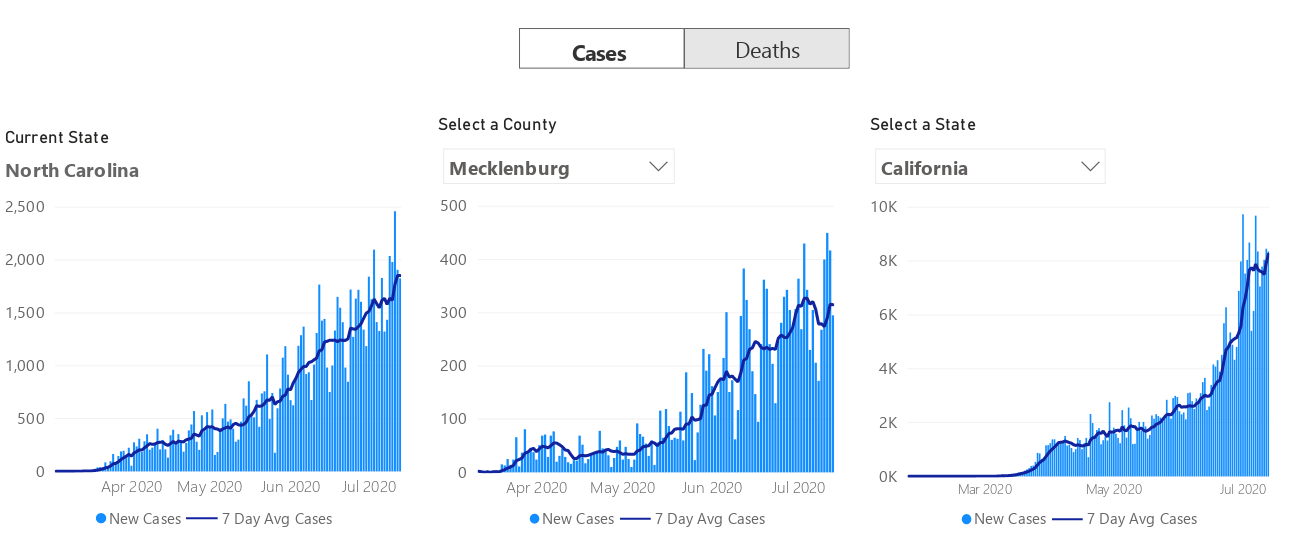 Cases
Deaths
Current State
North Carolina
2,500
2,000
1,500
1,000
500
0
Apr 2020
May 2020
Jun 2020
Jul 2020
New Cases
7 Day Avg Cases
Select a County
Mecklenburg
500
400
300
200
100
0
Apr 2020
May 2020
Jun 2020
Jul 2020
New Cases
7 Day Avg Cases
Select a State
California
10K
8K
6K
4K
2K
0K
Mar 2020
May 2020
Jul 2020
New Cases
7 Day Avg Cases